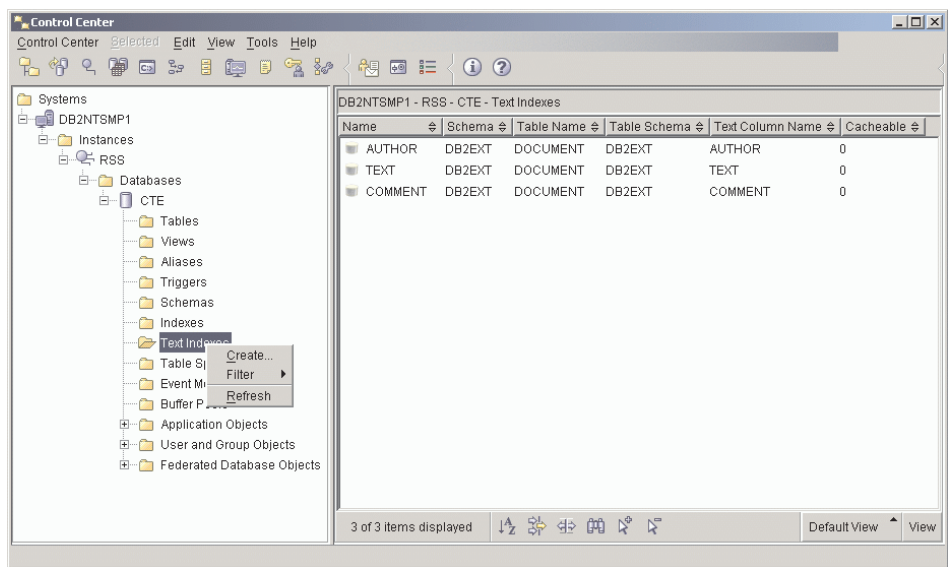 Control Center
Control Center Selected Edit View Tools Help
Systems
DB2NTSMP1
Instances
RSS
Databases
CTE
Tables
Views
Aliases
Triggers
Schemas
Indexes
Text Indexes
Table Sp
Event M
Buffer P
Application Objects
User and Group Objects
Federated Database Objects
Create...
Filter
Refresh
DB2NTSMP1 - RSS - CTE - Text Indexes
Name Schema Table Name Table Schema Text Column Name Cacheable
AUTHOR DB2EXT DOCUMENT DB2EXT AUTHOR 0
TEXT DB2EXT DOCUMENT DB2EXT TEXT 0
COMMENT DB2EXT DOCUMENT DB2EXT COMMENT 0
3 of 3 items displayed Default View View